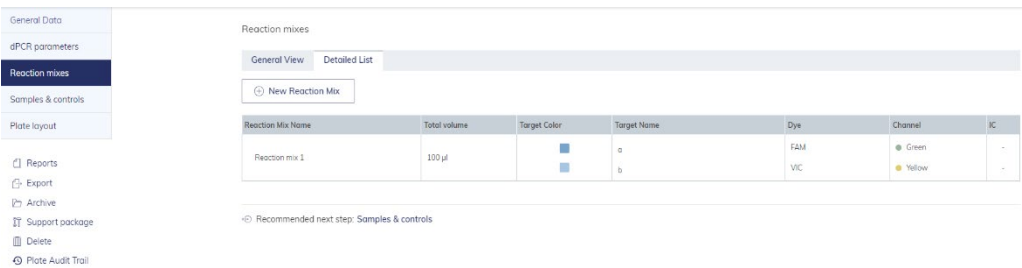 General Data
dPCR parameters
Reaction mixes
Samples & controls
Plate layout
Reports
Export
Archive
Support package
Delete
Plate Audit Trail
Reaction mixes
General View Detailed List
New Reaction Mix
Reaction Mix Name Total volume Target Color Target Name Dye Channel IC
Reaction mix 1 100 µl
a FAM Green -
b VIC Yellow -
Recommended next step: Samples & controls